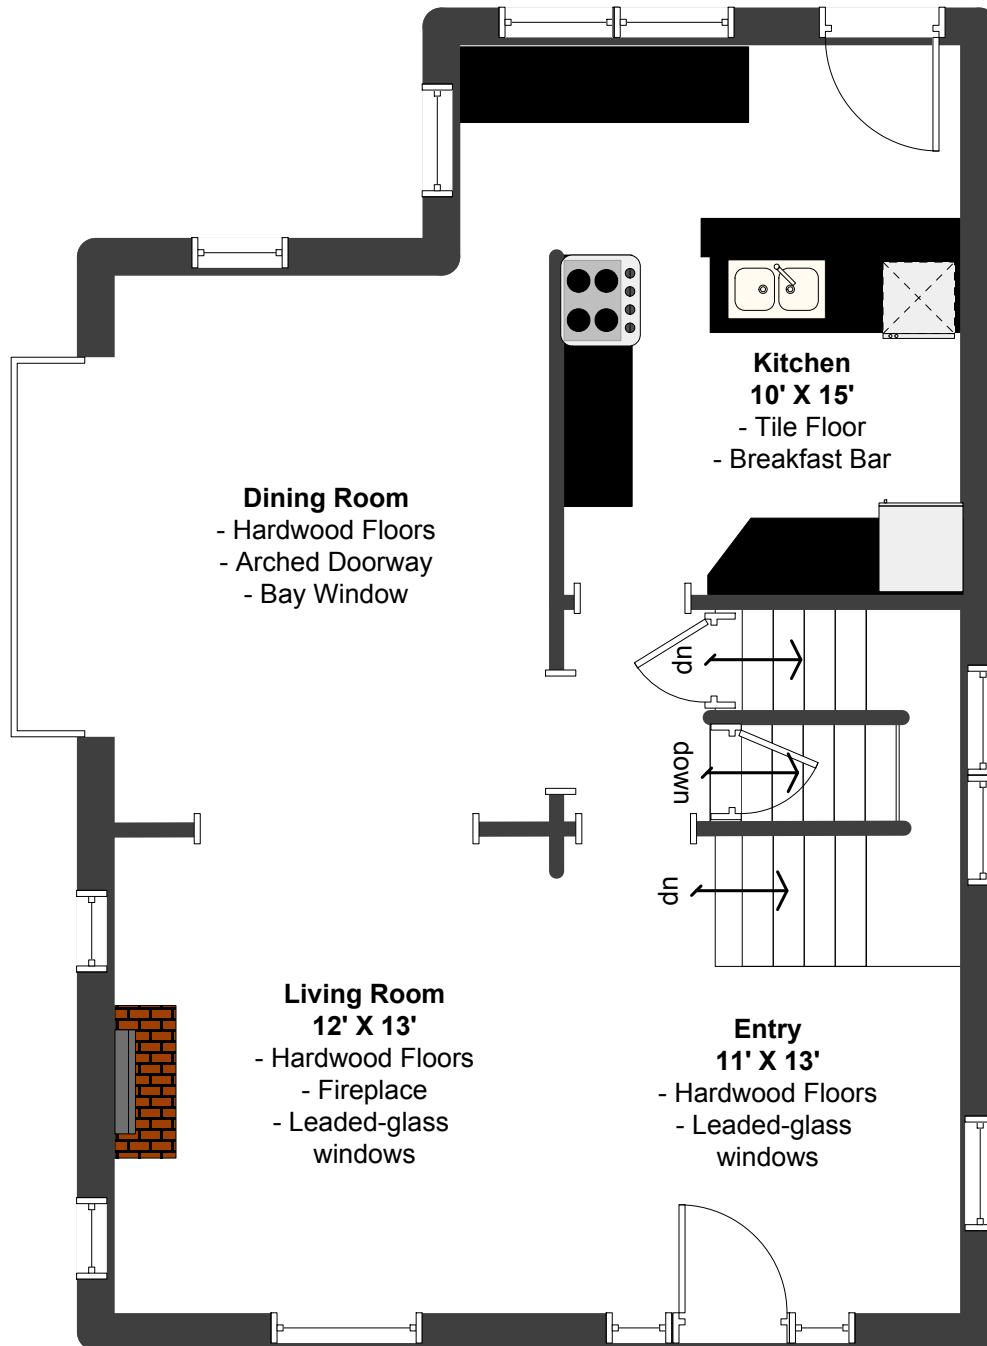 Kitchen
10' X 15'
- Tile Floor
- Breakfast Bar
Dining Room
- Hardwood Floors
- Arched Doorway
- Bay Window
up
down
up
Living Room
12' X 13'
- Hardwood Floors
- Fireplace
- Leaded-glass
windows
Entry
11' X 13'
- Hardwood Floors
- Leaded-glass
windows